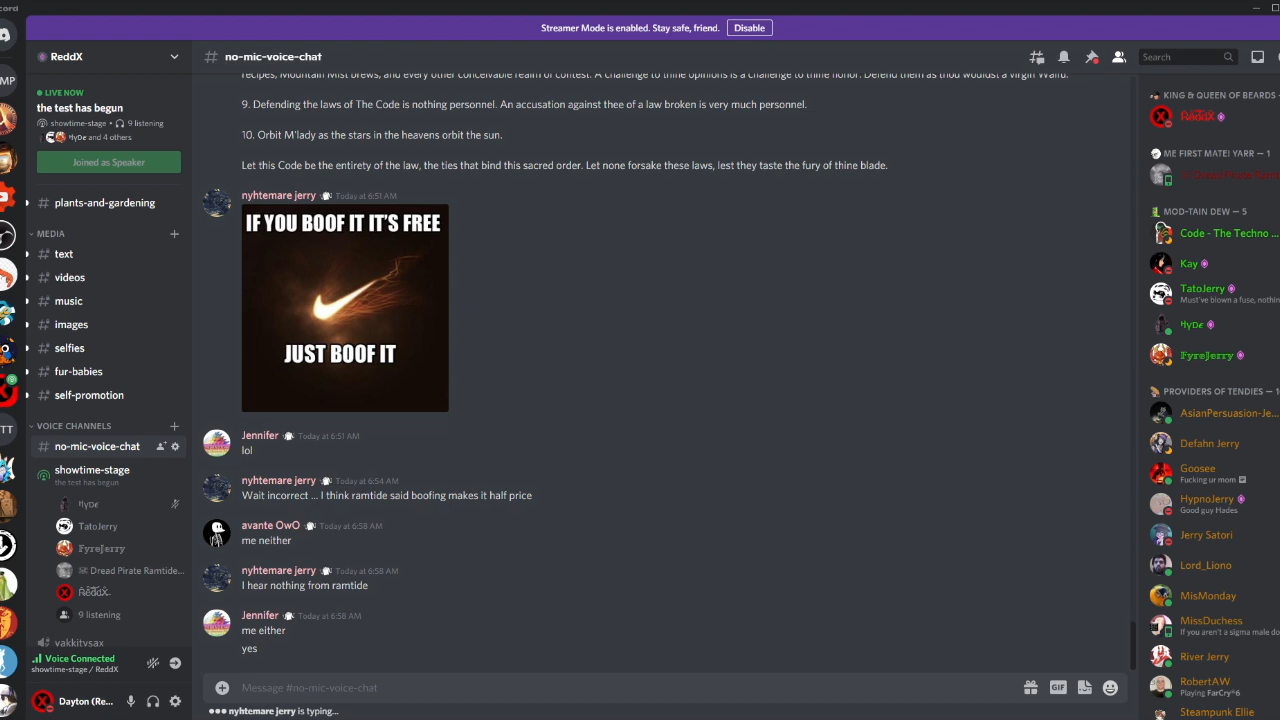 cord
Streamer Mode is enabled. Stay safe, friend. Disable
ReddX
no-mic-voice-chat
Search
LIVE NOW
the test has begun
showtime-stage • 9 listening
HyDE and 4 others
Joined as Speaker
plants-and-gardening
MEDIA
text
videos
music
images
selfies
fur-babies
self-promotion
VOICE CHANNELS
no-mic-voice-chat
showtime-stage
the test has begun
HyDE
TatoJerry
FyreJerry
Dread Pirate Ramtide...
ReddX
9 listening
vakkitysax
Voice Connected
showtime-stage / ReddX
Dayton (Re...
MP
TT
recipes, Mountain Mist brews, and every other conceivable realm of contest. A challenge to thine opinions is a challenge to thine honor. Defend them as thou wouldst a virgin Waifu.
9. Defending the laws of The Code is nothing personnel. An accusation against thee of a law broken is very much personnel.
10. Orbit M'lady as the stars in the heavens orbit the sun.
Let this Code be the entirety of the law, the ties that bind this sacred order. Let none forsake these laws, lest they taste the fury of thine blade.
nyhtemare jerry Today at 6:51 AM
IF YOU BOOF IT IT'S FREE
JUST BOOF IT
Jennifer Today at 6:51 AM
lol
nyhtemare jerry Today at 6:54 AM
Wait incorrect ... I think ramtide said boofing makes it half price
avante OwO Today at 6:58 AM
me neither
nyhtemare jerry Today at 6:58 AM
I hear nothing from ramtide
Jennifer Today at 6:58 AM
me either
yes
Message #no-mic-voice-chat
GIF
nyhtemare jerry is typing...
KING & QUEEN OF BEARDS
ReddX
ME FIRST MATE! YARR — 1
MOD-TAIN DEW — 5
Code - The Techno ...
Kay
TatoJerry
Must've blown a fuse, nothin
HyDE
FyreJerry
PROVIDERS OF TENDIES — 1
AsianPersuasion-Je...
Defahn Jerry
Goosee
Fucking ur mom
HypnoJerry
Good guy Hades
Jerry Satori
Lord_Liono
MisMonday
MissDuchess
If you aren't a sigma male do
River Jerry
RobertAW
Playing FarCry®6
Steampunk Ellie